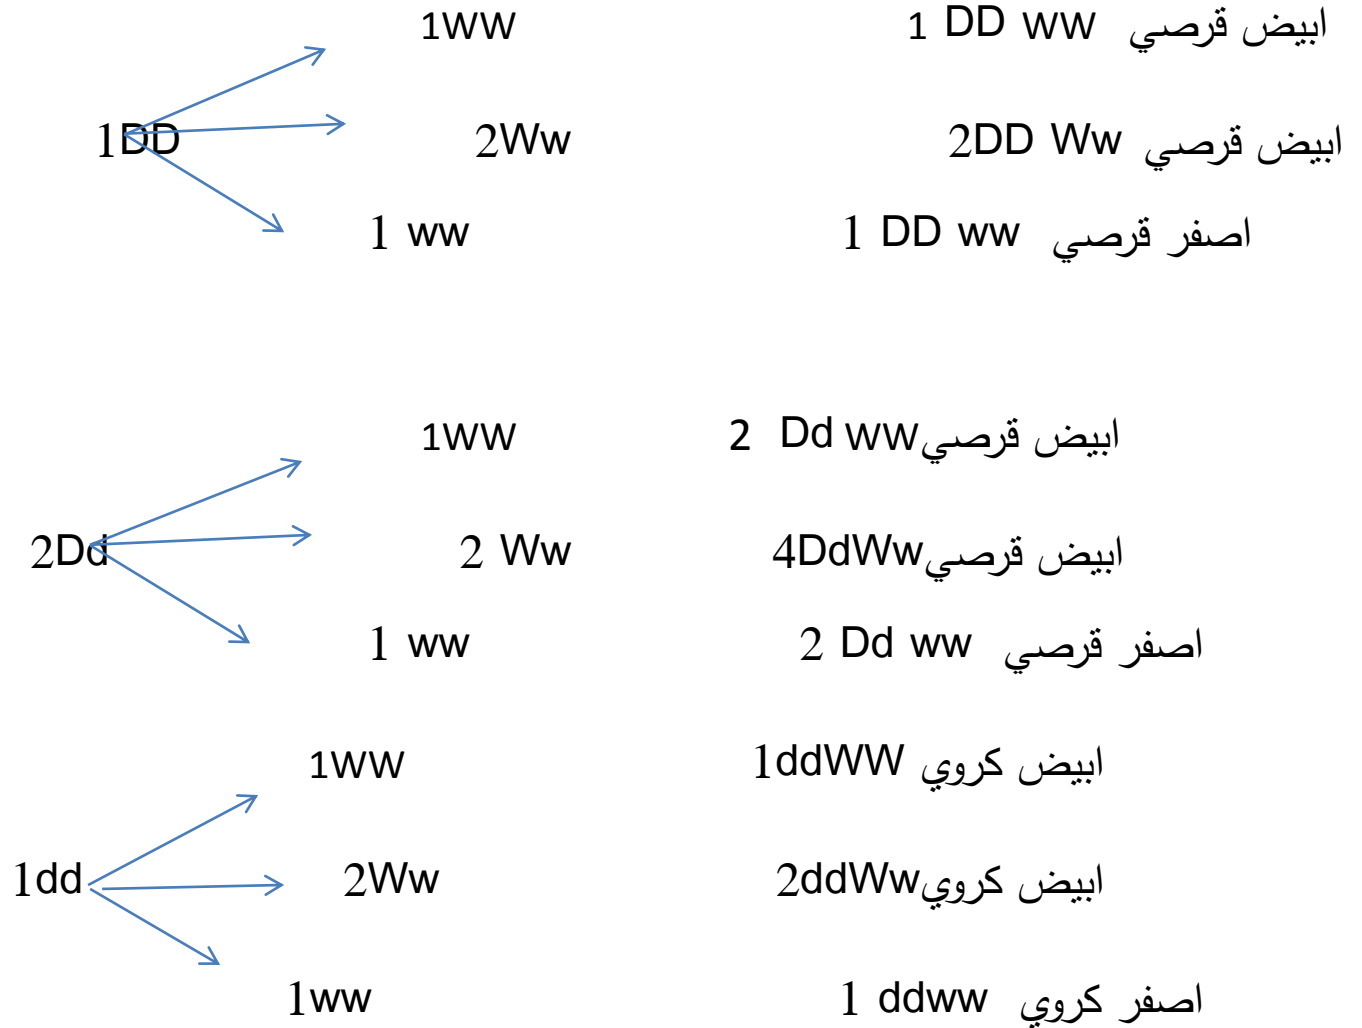 1WW 1 DD WW ابيض قرصي
1DD 2Ww 2DD Ww ابيض قرصي
1 ww 1 DD ww اصفر قرصي
1WW 2 Dd WW ابيض قرصي
2Dd 2 Ww 4DdWw ابيض قرصي
1 ww 2 Dd ww اصفر قرصي
1WW 1ddWW ابيض كروي
1dd 2Ww 2ddWw ابيض كروي
1ww 1 ddww اصفر كروي